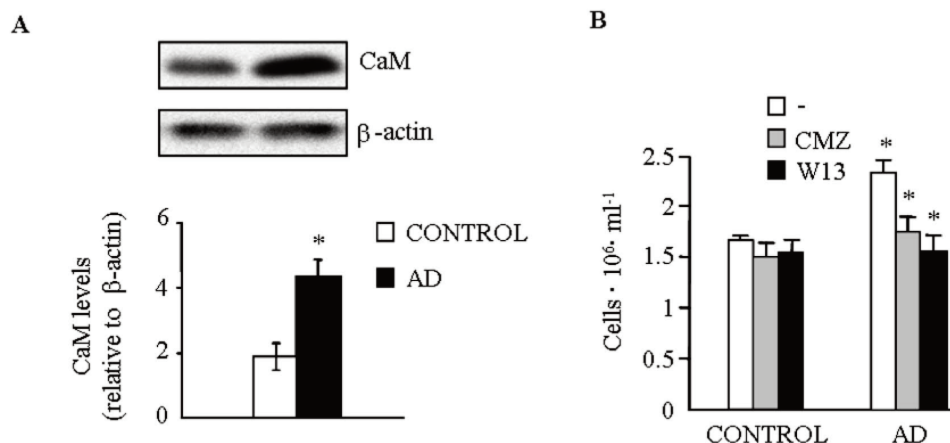 A
CaM
β-actin
CaM levels
(relative to β-actin)
6
4
2
0
*
CONTROL
AD
B
-
CMZ
W13
Cells · 10⁶· ml⁻¹
2.5
2
1.5
1
0.5
0
*
*
*
CONTROL
AD